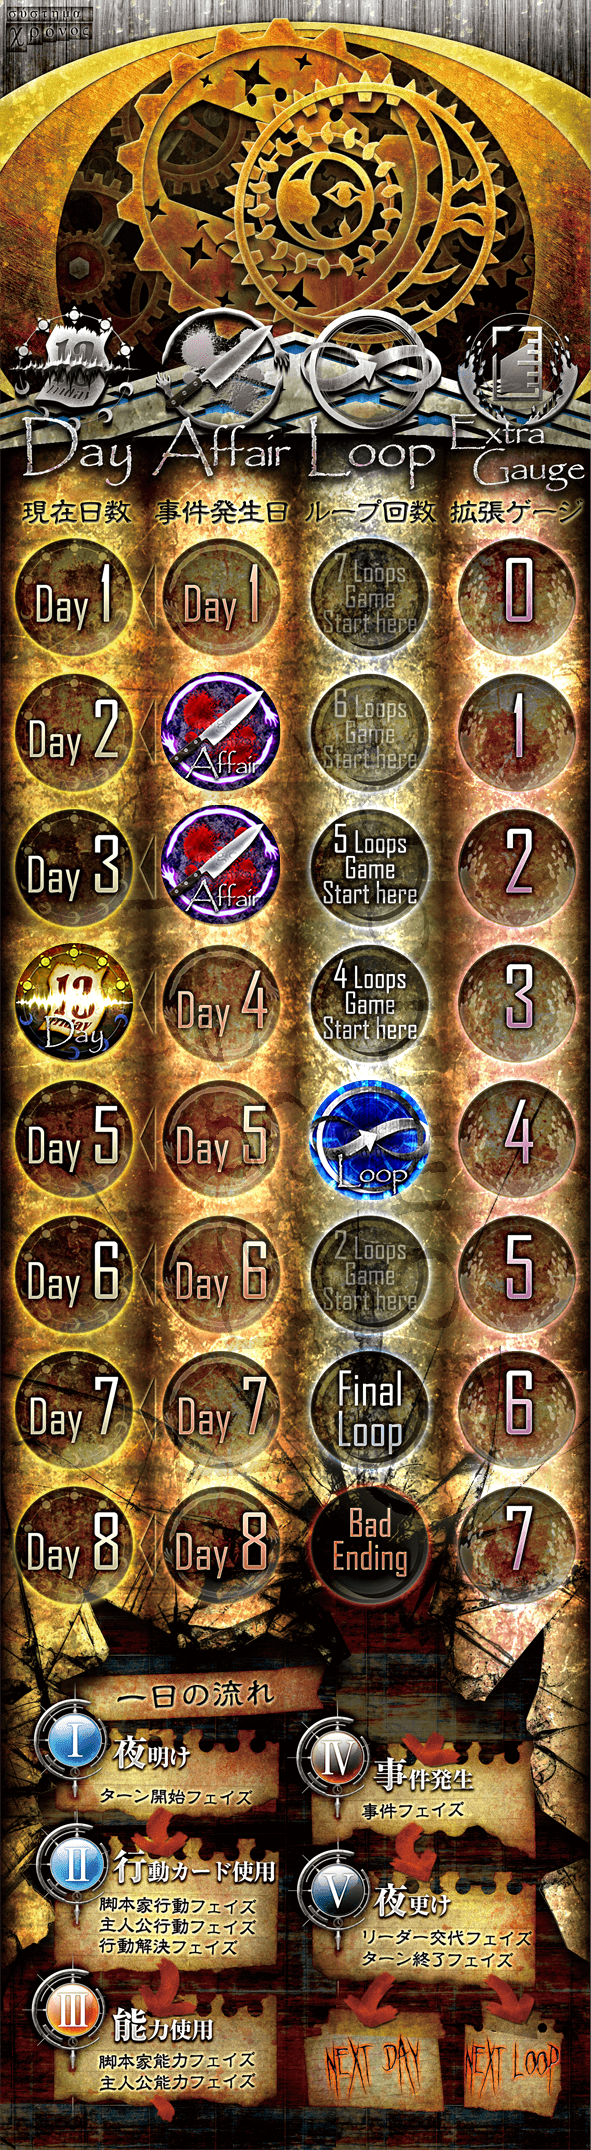 σύστημα
χρόνος
Day Affair Loop Extra Gauge
現在日数 事件発生日 ループ回数 拡張ゲージ
Day 1 Day 1 7 Loops Game Start here 0
Day 2 Affair 6 Loops Game Start here 1
Day 3 Affair 5 Loops Game Start here 2
13 Day Day 4 4 Loops Game Start here 3
Day 5 Day 5 Loop 4
Day 6 Day 6 2 Loops Game Start here 5
Day 7 Day 7 Final Loop 6
Day 8 Day 8 Bad Ending 7
一日の流れ
I 夜明け
ターン開始フェイズ
II 行動カード使用
脚本家行動フェイズ
主人公行動フェイズ
行動解決フェイズ
III 能力使用
脚本家能力フェイズ
主人公能力フェイズ
IV 事件発生
事件フェイズ
V 夜更け
リーダー交代フェイズ
ターン終了フェイズ
NEXT DAY
NEXT LOOP